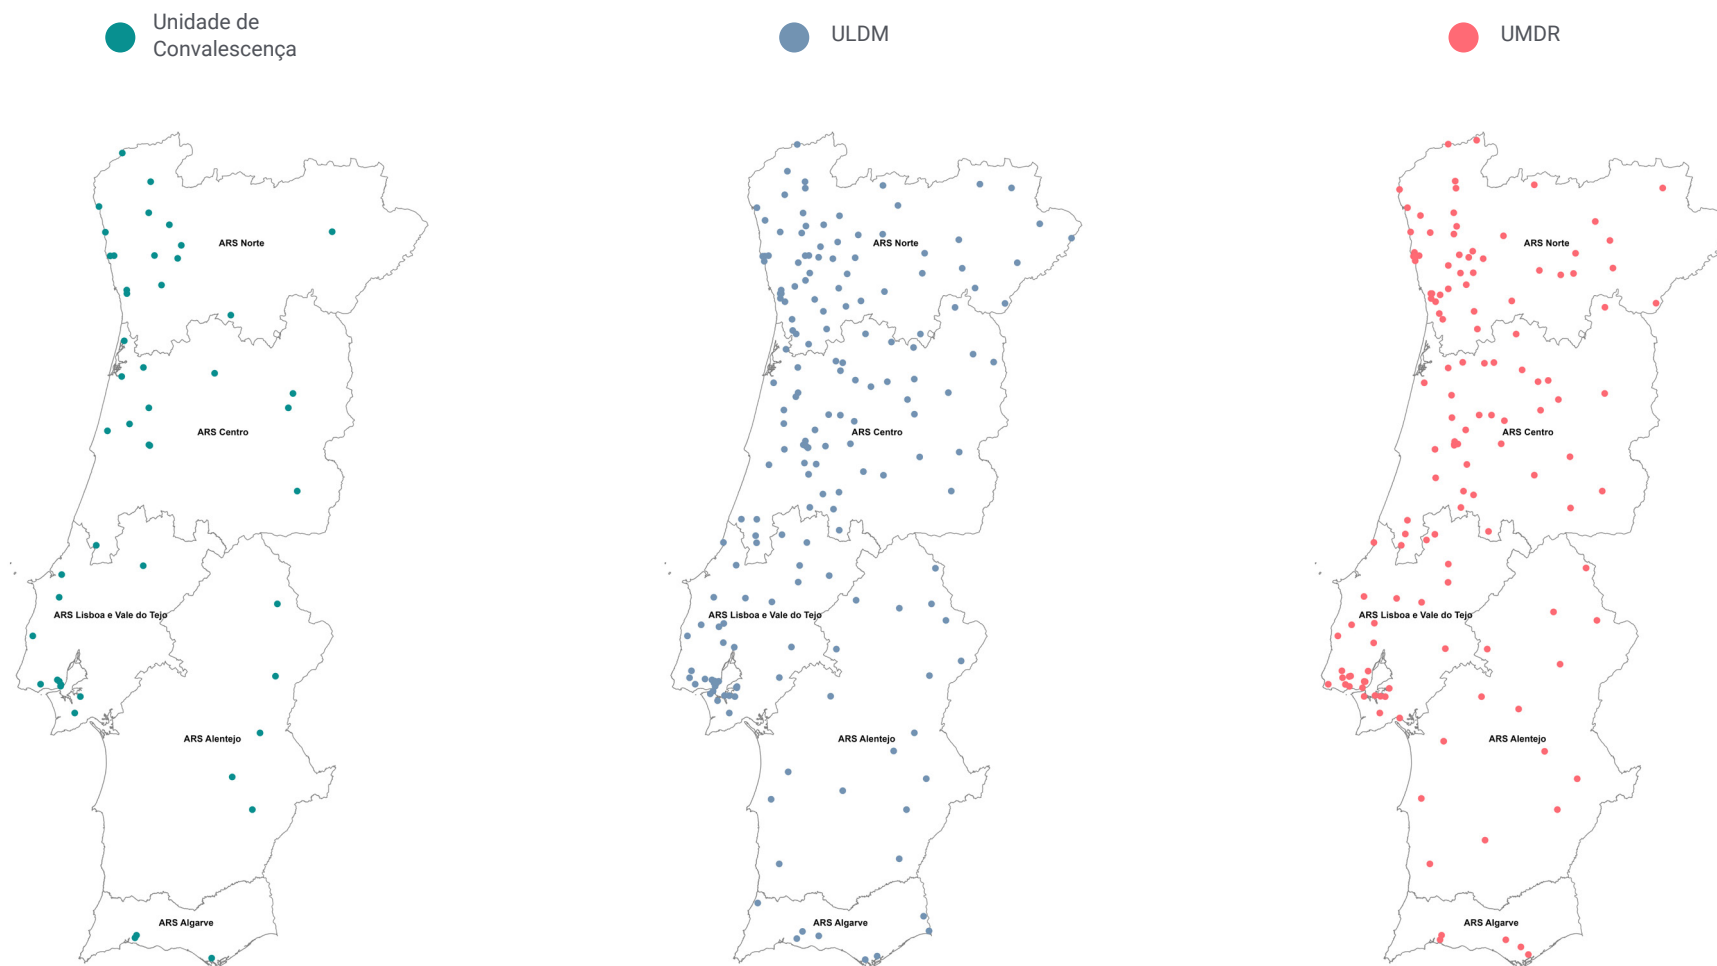 Unidade de
Convalescença
ULDM
UMDR
ARS Norte
ARS Centro
ARS Lisboa e Vale do Tejo
ARS Alentejo
ARS Algarve
ARS Norte
ARS Centro
ARS Lisboa e Vale do Tejo
ARS Alentejo
ARS Algarve
ARS Norte
ARS Centro
ARS Lisboa e Vale do Tejo
ARS Alentejo
ARS Algarve